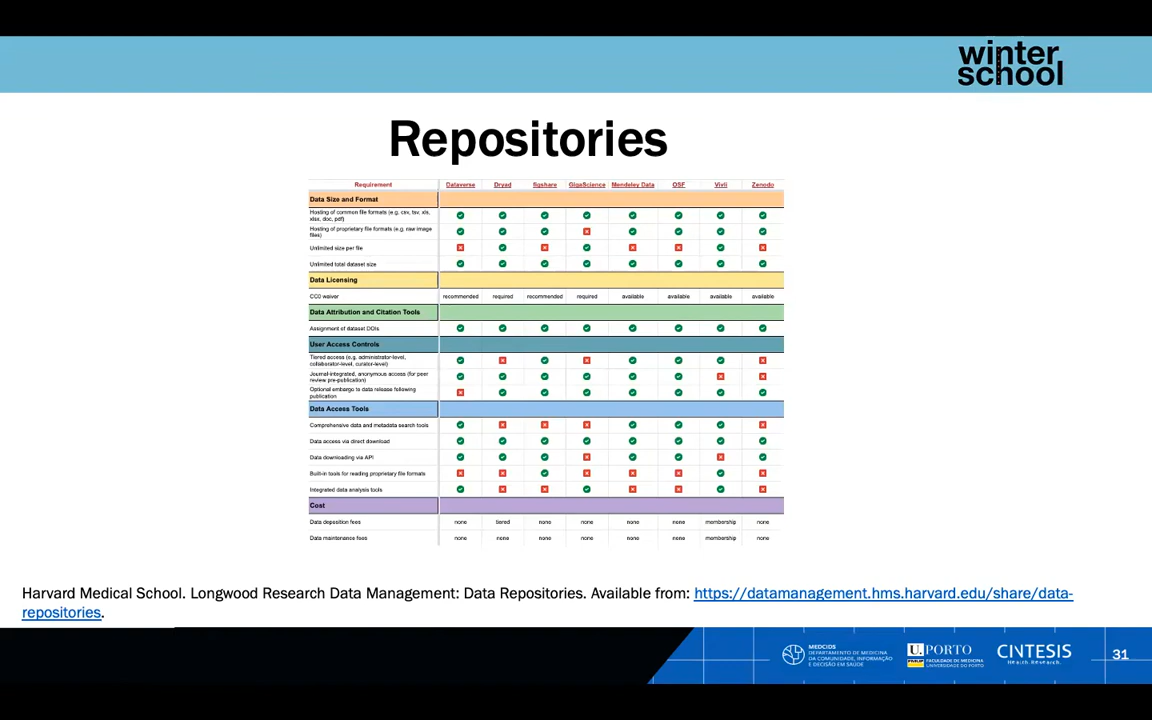 winter
school
Repositories
Requirement Dataverse Dryad figshare GigaScience Mendeley Data OSF Vivli Zenodo
Data Size and Format
Hosting of common file formats (e.g. csv, tsv, xls,
xlsx, doc, pdf)
Hosting of proprietary file formats (e.g. raw image
files)
Unlimited size per file
Unlimited total dataset size
Data Licensing
CC0 waiver recommended required recommended required available available available available
Data Attribution and Citation Tools
Assignment of dataset DOIs
User Access Controls
Tiered access (e.g. administrator-level,
collaborator-level, curator-level)
Journal-integrated, anonymous access (for peer
review pre-publication)
Optional embargo to data release following
publication
Data Access Tools
Comprehensive data and metadata search tools
Data access via direct download
Data downloading via API
Built-in tools for reading proprietary file formats
Integrated data analysis tools
Cost
Data deposition fees none tiered none none none none membership none
Data maintenance fees none none none none none none membership none
Harvard Medical School. Longwood Research Data Management: Data Repositories. Available from: https://datamanagement.hms.harvard.edu/share/data-
repositories.
MEDCIDS
DEPARTAMENTO DE MEDICINA
DA COMUNIDADE, INFORMAÇÃO
E DECISÃO EM SAÚDE
U.PORTO
FMUP FACULDADE DE MEDICINA
UNIVERSIDADE DO PORTO
CINTESIS
Health Research.
31